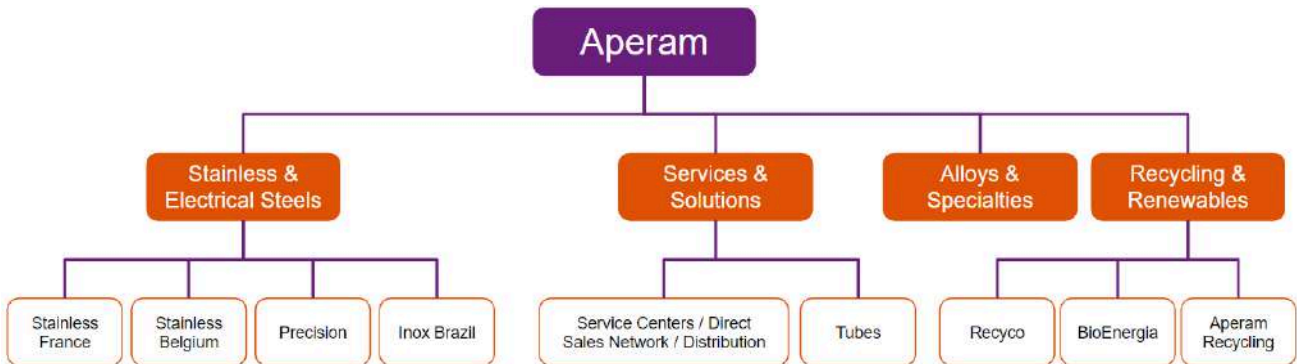 Aperam
Stainless &
Electrical Steels
Services &
Solutions
Alloys &
Specialties
Recycling &
Renewables
Stainless
France
Stainless
Belgium
Precision
Inox Brazil
Service Centers / Direct
Sales Network / Distribution
Tubes
Recyco
BioEnergia
Aperam
Recycling